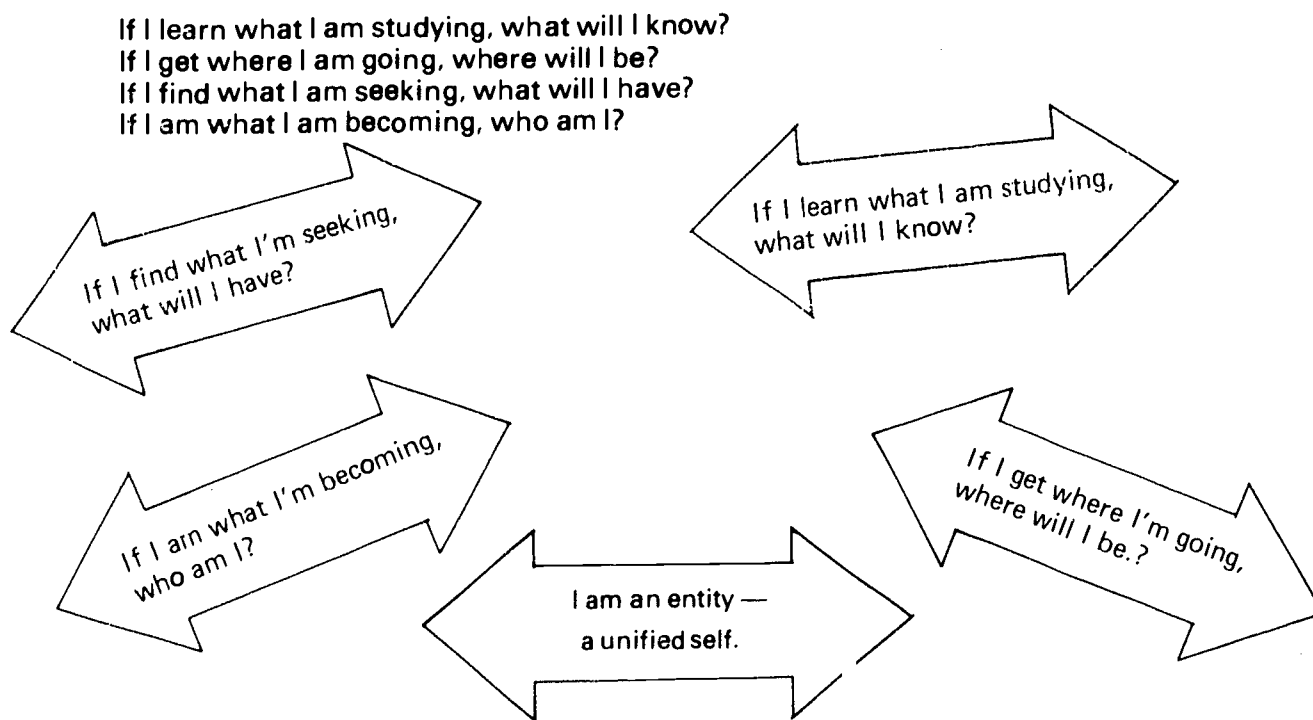 If I learn what I am studying, what will I know?
If I get where I am going, where will I be?
If I find what I am seeking, what will I have?
If I am what I am becoming, who am I?
If I find what I'm seeking,
what will I have?
If I learn what I am studying,
what will I know?
If I arn what I'm becoming,
who am I?
If I get where I'm going,
where will I be.?
I am an entity —
a unified self.